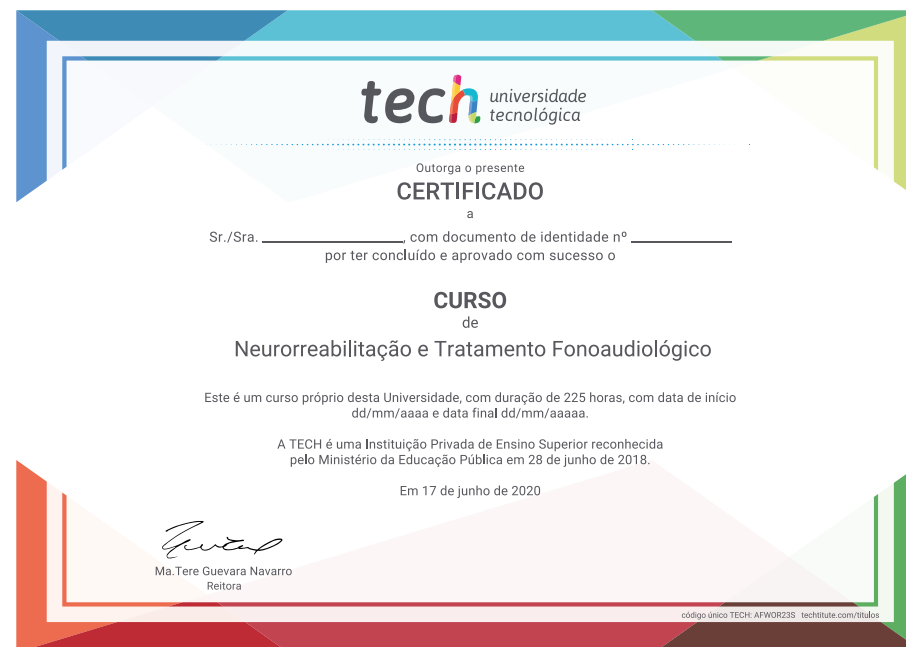 tech universidade
tecnológica
Outorga o presente
CERTIFICADO
a
Sr./Sra. ____________, com documento de identidade nº ____________
por ter concluído e aprovado com sucesso o
CURSO
de
Neurorreabilitação e Tratamento Fonoaudiológico
Este é um curso próprio desta Universidade, com duração de 225 horas, com data de início
dd/mm/aaaa e data final dd/mm/aaaaa.
A TECH é uma Instituição Privada de Ensino Superior reconhecida
pelo Ministério da Educação Pública em 28 de junho de 2018.
Em 17 de junho de 2020
Ma.Tere Guevara Navarro
Reitora
código único TECH: AFWOR23S techtitute.com/títulos